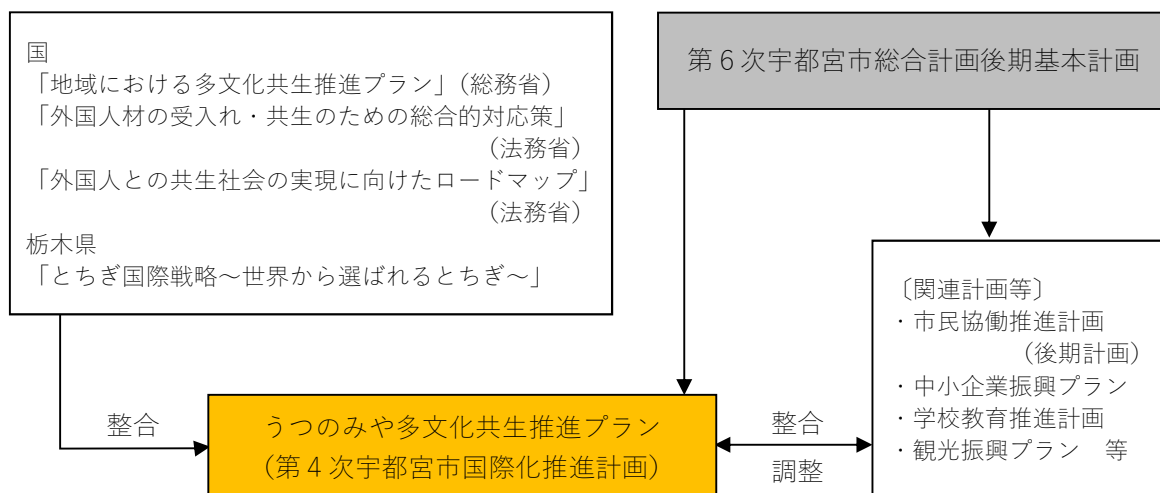 国
「地域における多文化共生推進プラン」（総務省）
「外国人材の受入れ・共生のための総合的対応策」
（法務省）
「外国人との共生社会の実現に向けたロードマップ」
（法務省）
栃木県
「とちぎ国際戦略～世界から選ばれるとちぎ～」
第６次宇都宮市総合計画後期基本計画
〔関連計画等〕
・市民協働推進計画
（後期計画）
・中小企業振興プラン
・学校教育推進計画
・観光振興プラン　等
整合
うつのみや多文化共生推進プラン
（第４次宇都宮市国際化推進計画）
整合
調整